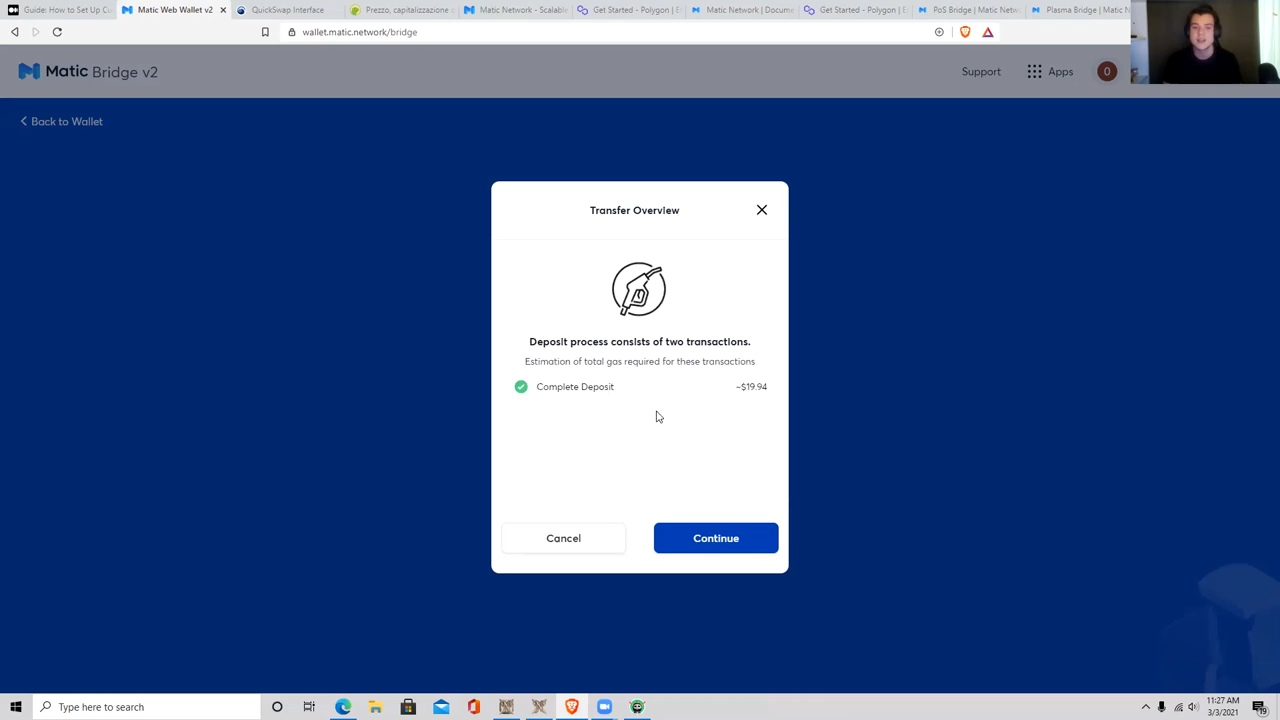 Guide: How to Set Up Cu
Matic Web Wallet v2
QuickSwap Interface
Prezzo, capitalizzazione
Matic Network - Scalable
Get Started - Polygon | E
Matic Network | Docume
Get Started - Polygon | E
PoS Bridge | Matic Netw
Plasma Bridge | Matic N
wallet.matic.network/bridge
Matic Bridge v2
Support
Apps
0
Back to Wallet
Transfer Overview
Deposit process consists of two transactions.
Estimation of total gas required for these transactions
Complete Deposit ~$19.94
Cancel
Continue
Type here to search
11:27 AM
3/3/2021
19